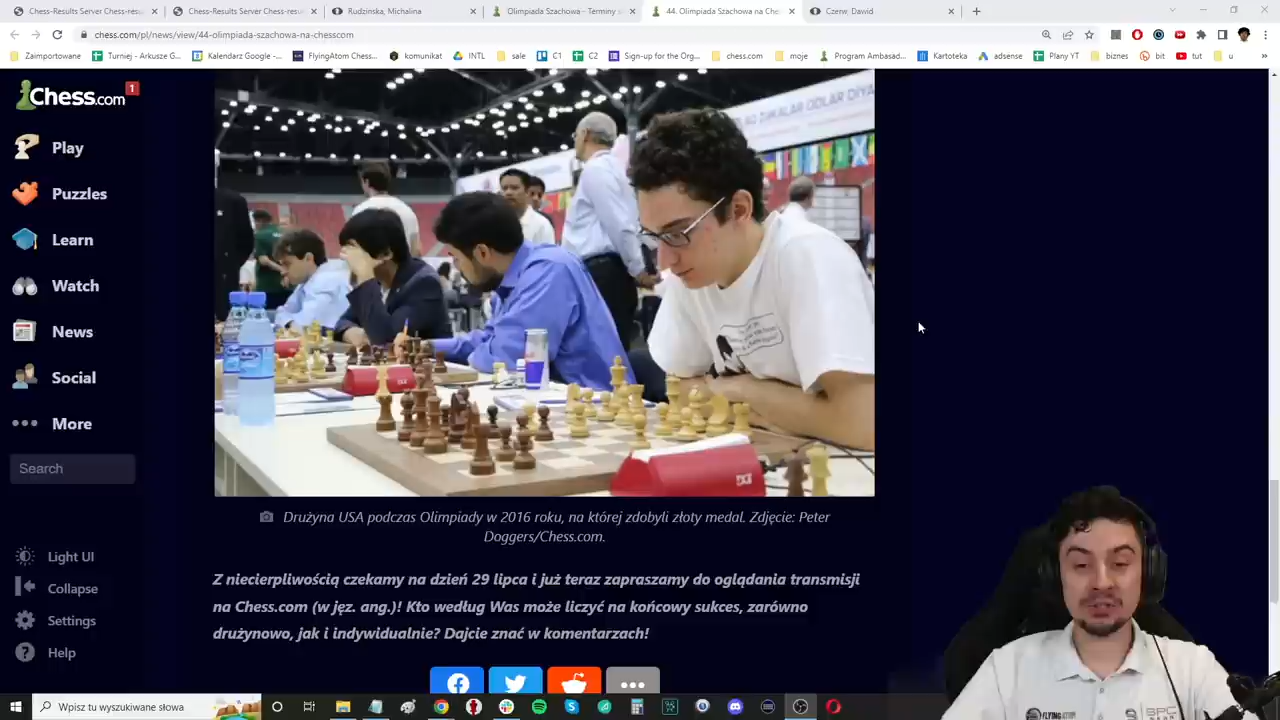 Chess-Results Server Chess-resu
Chess-Results Server Chess-resu
Rudzinska, Michalina
Olimpiada Szachowa – Terminy s
44. Olimpiada Szachowa na Che
Czerw, Dawid
chess.com/pl/news/view/44-olimpiada-szachowa-na-chesscom
Zaimportowane
Turniej - Arkusze G...
Kalendarz Google -...
FlyingAtom Chess...
komunikat
INTL
sale
C1
C2
Sign-up for the Org...
chess.com
moje
Program Ambasad...
Kartoteka
adsense
Plany YT
biznes
bit
tut
u
Chess.com
1
Play
Puzzles
Learn
Watch
News
Social
More
Search
Light UI
Collapse
Settings
Help
DGT
Drużyna USA podczas Olimpiady w 2016 roku, na której zdobyli złoty medal. Zdjęcie: Peter
Doggers/Chess.com.
Z niecierpliwością czekamy na dzień 29 lipca i już teraz zapraszamy do oglądania transmisji
na Chess.com (w jęz. ang.)! Kto według Was może liczyć na końcowy sukces, zarówno
drużynowo, jak i indywidualnie? Dajcie znać w komentarzach!
Wpisz tu wyszukiwane słowa